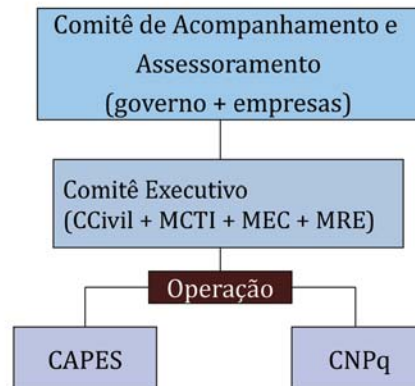 Comitê de Acompanhamento e
Assessoramento
(governo + empresas)
Comitê Executivo
(CCivil + MCTI + MEC + MRE)
Operação
CAPES
CNPq